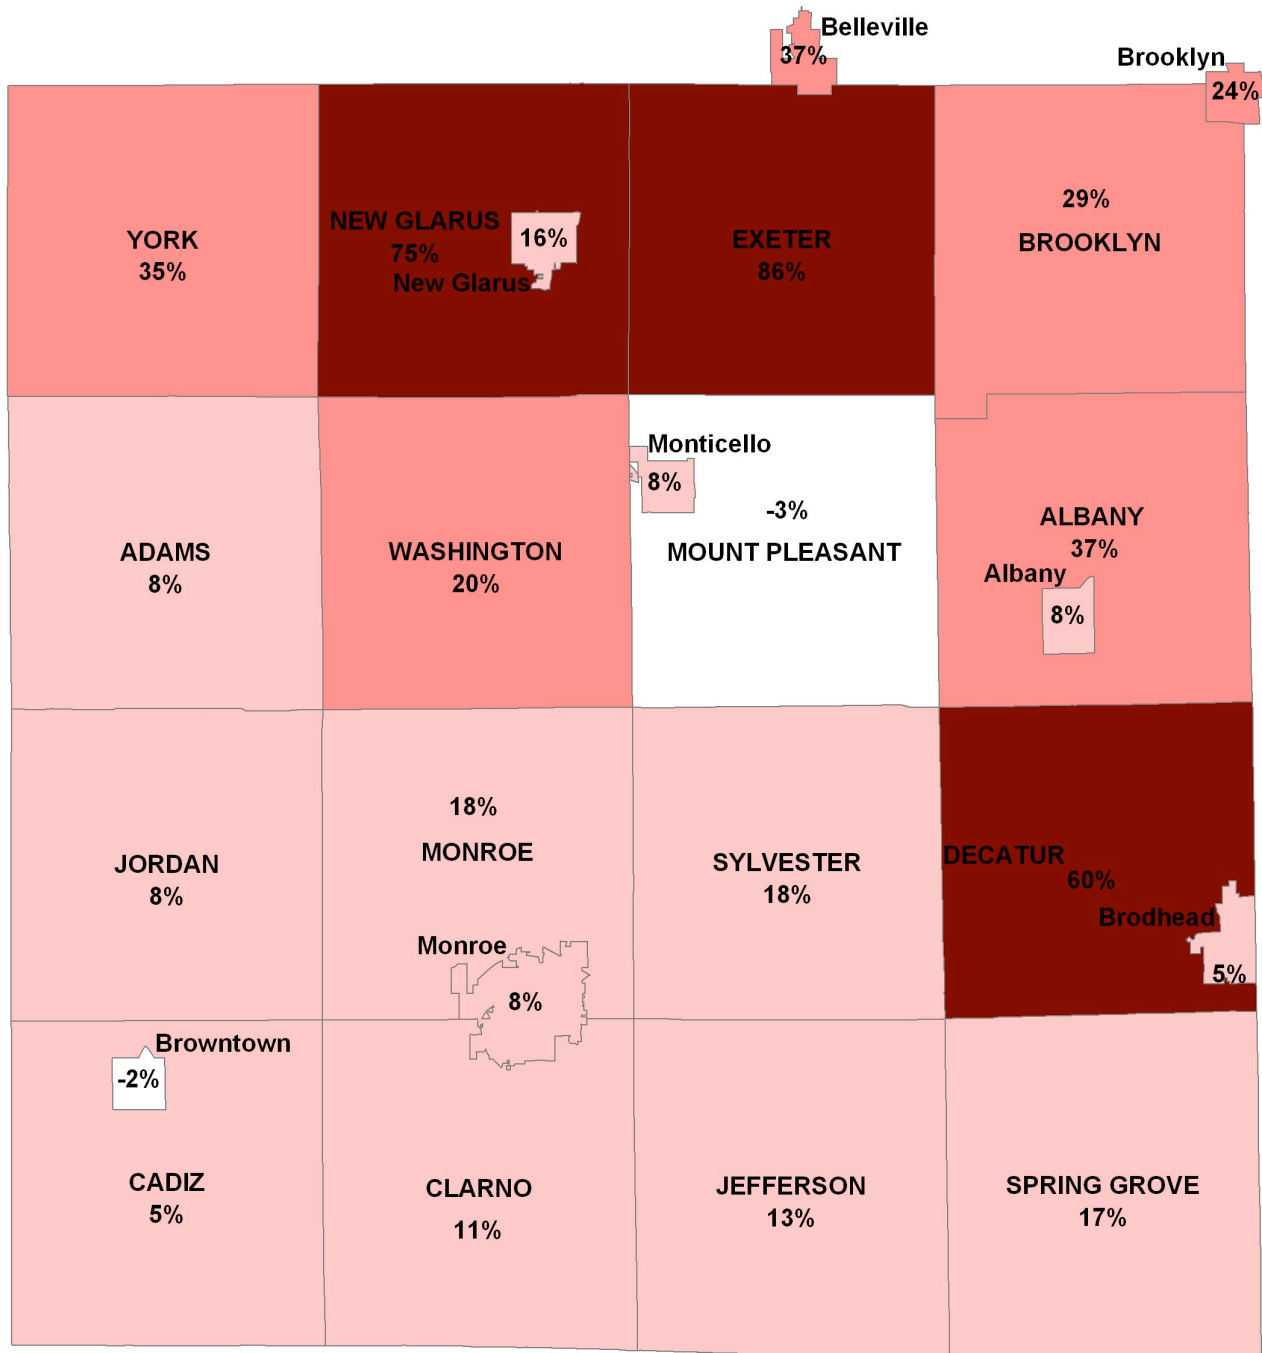 Belleville
37%
Brooklyn
24%
YORK
35%
NEW GLARUS
75%
New Glarus
16%
EXETER
86%
29%
BROOKLYN
ADAMS
8%
WASHINGTON
20%
Monticello
8%
-3%
MOUNT PLEASANT
ALBANY
37%
Albany
8%
JORDAN
8%
18%
MONROE
Monroe
8%
SYLVESTER
18%
DECATUR
60%
Brodhead
5%
Browntown
-2%
CADIZ
5%
CLARNO
11%
JEFFERSON
13%
SPRING GROVE
17%